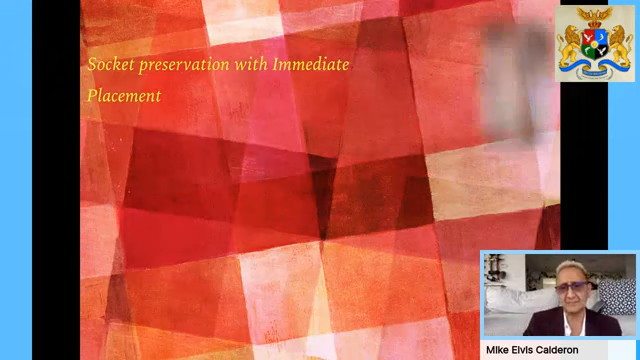 Socket preservation with Immediate
Placement
Mike Elvis Calderon